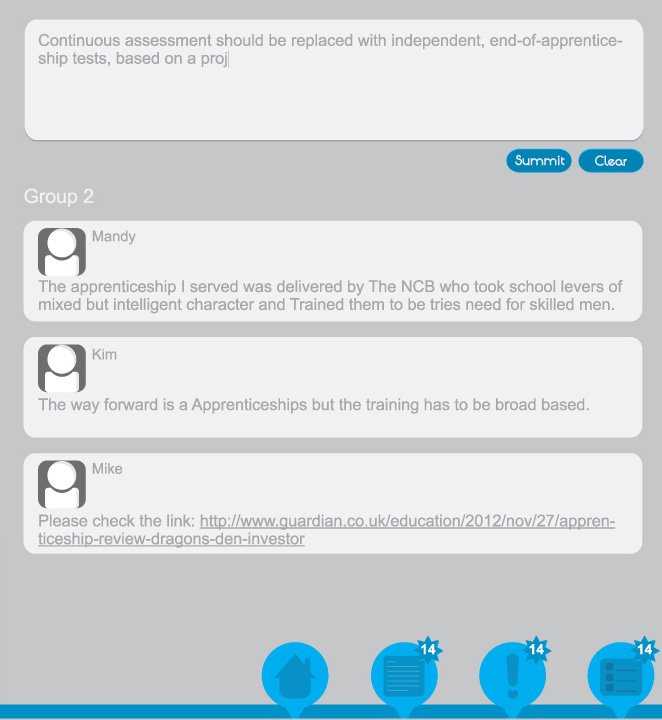 Continuous assessment should be replaced with independent, end-of-apprentice-
ship tests, based on a proj
Summit
Clear
Group 2
Mandy
The apprenticeship I served was delivered by The NCB who took school levers of
mixed but intelligent character and Trained them to be tries need for skilled men.
Kim
The way forward is a Apprenticeships but the training has to be broad based.
Mike
Please check the link: http://www.guardian.co.uk/education/2012/nov/27/appren-
ticeship-review-dragons-den-investor
14
14
14